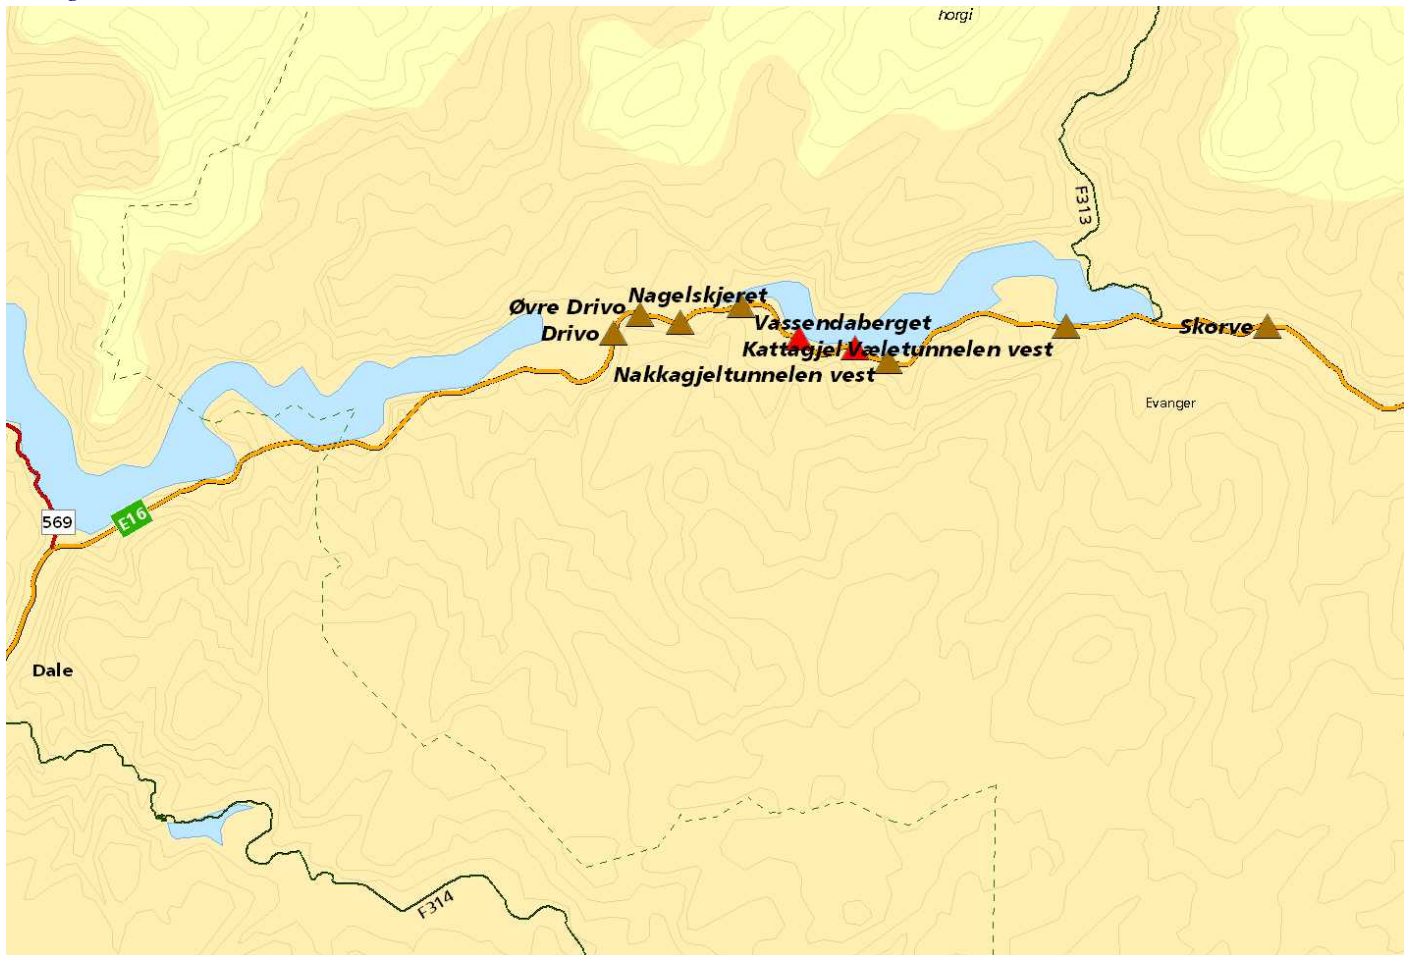 horgi
F313
Nagelskjeret
Øvre Drivo
Drivo
Vassendaberget
Skorve
Kattagjel
Væletunnelen vest
Nakkagjeltunnelen vest
Evanger
569
E16
Dale
F314